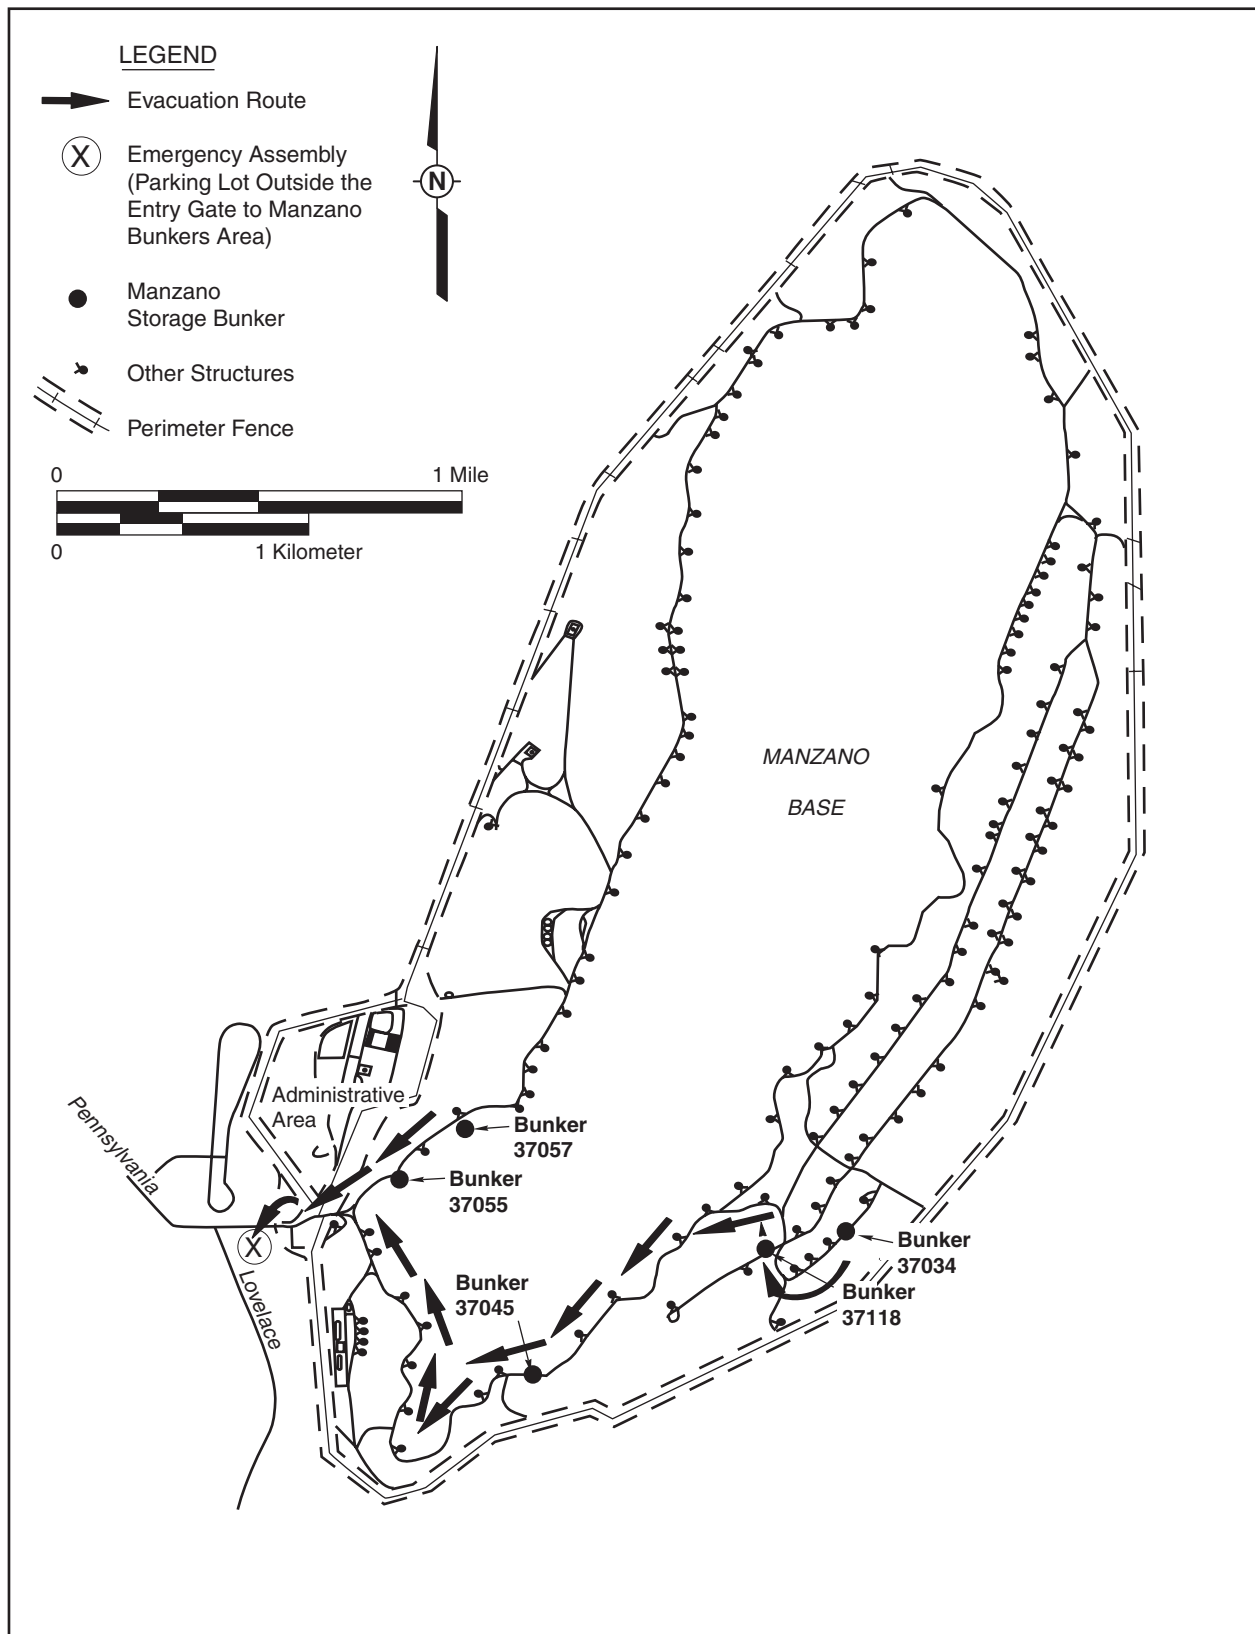 LEGEND
Evacuation Route
X
Emergency Assembly
(Parking Lot Outside the
Entry Gate to Manzano
Bunkers Area)
Manzano
Storage Bunker
Other Structures
Perimeter Fence
N
0
1 Mile
0
1 Kilometer
MANZANO
BASE
Administrative
Area
Pennsylvania
Bunker
37057
Bunker
37055
X
Lovelace
Bunker
37045
Bunker
37034
Bunker
37118